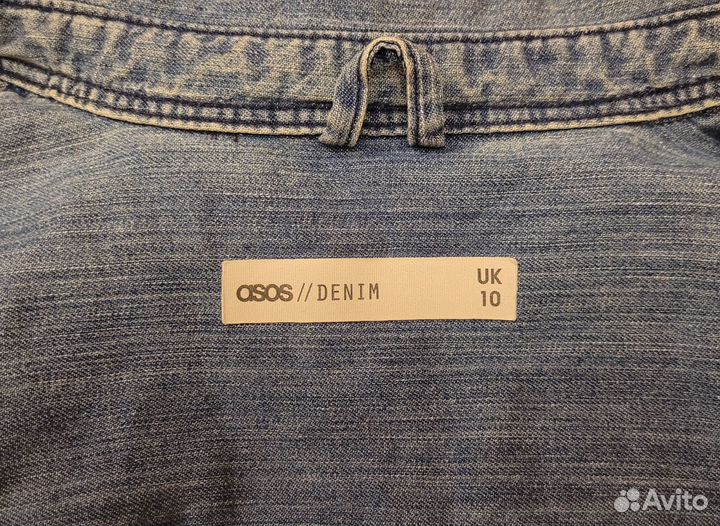 asos // DENIM
UK
10
Avito